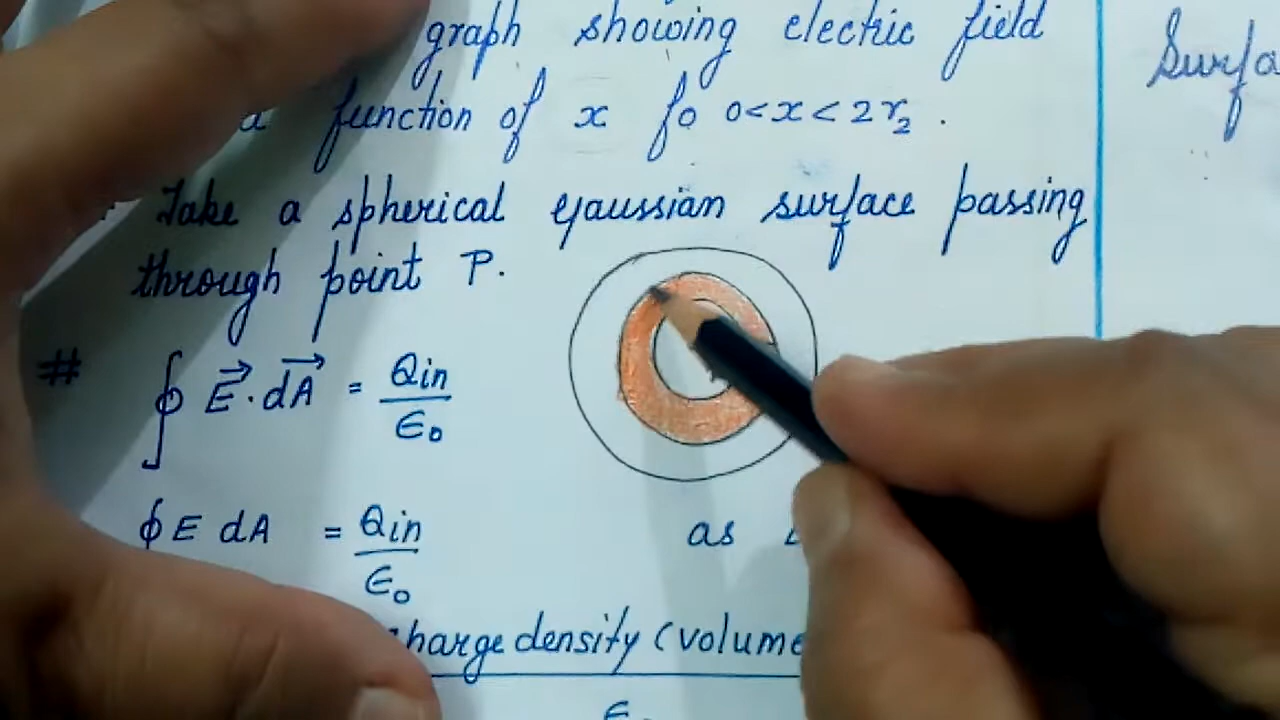 graph showing electric field
a function of x fo 0<x<2r₂ .
Take a spherical gaussian surface passing
through point P.
# ∮ E⃗ · dA⃗ = Qin/ϵ₀
∮ E dA = Qin/ϵ₀
as
charge density (volume
ϵ₀
Surfa